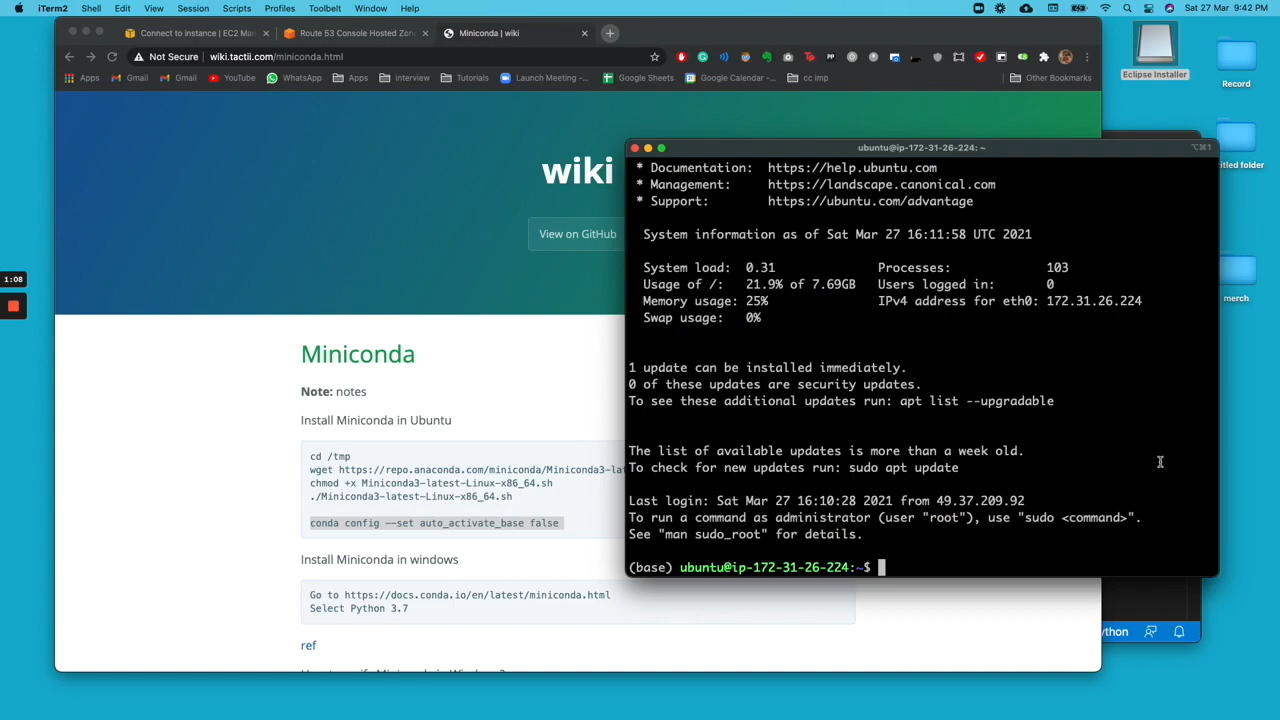 iTerm2 Shell Edit View Session Scripts Profiles Toolbelt Window Help Sat 27 Mar 9:42 PM
Connect to instance | EC2 Man Route 53 Console Hosted Zon Miniconda | wiki
Not Secure wiki.tactii.com/miniconda.html
Apps Gmail Gmail YouTube WhatsApp Apps interview Tutorials Launch Meeting -... Google Sheets Google Calendar -... cc imp Other Bookmarks
Eclipse Installer
Record
titled folder
merch
1:08
wiki
View on GitHub
Miniconda
Note: notes
Install Miniconda in Ubuntu
cd /tmp
wget https://repo.anaconda.com/miniconda/Miniconda3-lat
chmod +x Miniconda3-latest-Linux-x86_64.sh
./Miniconda3-latest-Linux-x86_64.sh
conda config --set auto_activate_base false
Install Miniconda in windows
Go to https://docs.conda.io/en/latest/miniconda.html
Select Python 3.7
ref
ubuntu@ip-172-31-26-224: ~ ⌥⌘1
* Documentation: https://help.ubuntu.com
* Management: https://landscape.canonical.com
* Support: https://ubuntu.com/advantage
System information as of Sat Mar 27 16:11:58 UTC 2021
System load: 0.31 Processes: 103
Usage of /: 21.9% of 7.69GB Users logged in: 0
Memory usage: 25% IPv4 address for eth0: 172.31.26.224
Swap usage: 0%
1 update can be installed immediately.
0 of these updates are security updates.
To see these additional updates run: apt list --upgradable
The list of available updates is more than a week old.
To check for new updates run: sudo apt update
Last login: Sat Mar 27 16:10:28 2021 from 49.37.209.92
To run a command as administrator (user "root"), use "sudo <command>".
See "man sudo_root" for details.
(base) ubuntu@ip-172-31-26-224:~$
ython